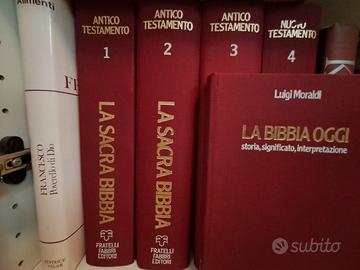 Alimenti
FRANCESCO
Poverello di Dio
EDITRICE
VELAR
ANTICO
TESTAMENTO
1
LA SACRA BIBBIA
FRATELLI
FABBRI
EDITORI
ANTICO
TESTAMENTO
2
LA SACRA BIBBIA
FRATELLI
FABBRI
EDITORI
ANTICO
TESTAMENTO
3
NUOVO
TESTAMENTO
4
Luigi Moraldi
LA BIBBIA OGGI
storia, significato, interpretazione
subito